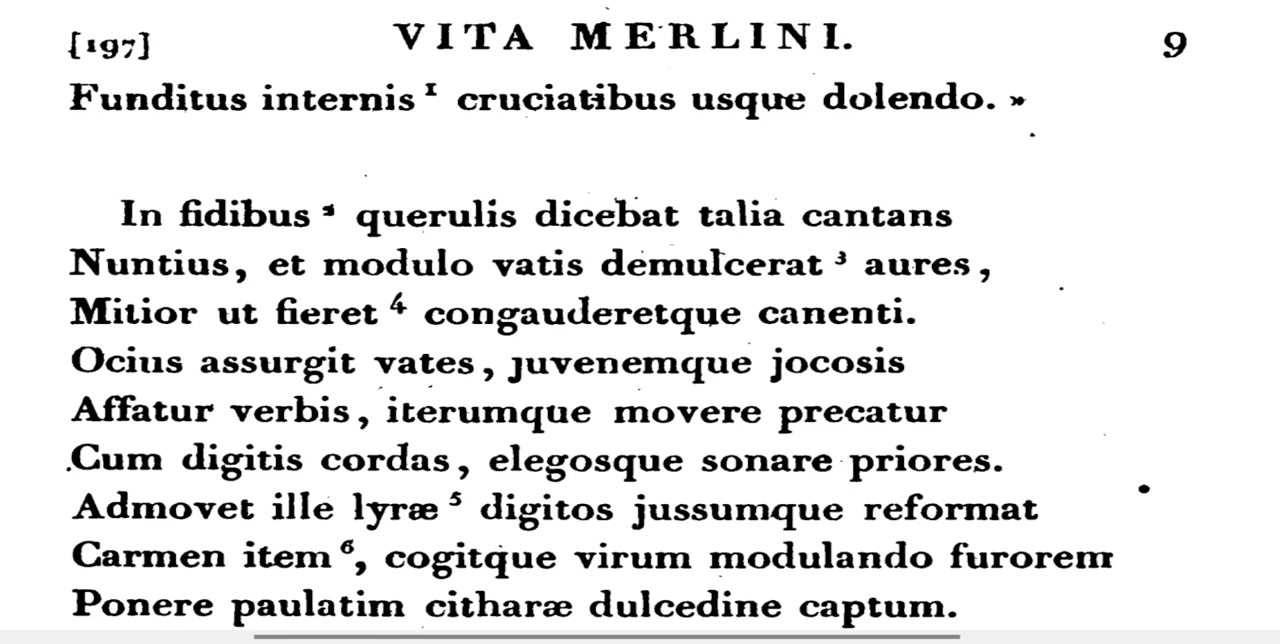 [197] VITA MERLINI. 9
Funditus internis ¹ cruciatibus usque dolendo. »
In fidibus ² querulis dicebat talia cantans
Nuntius, et modulo vatis demulcerat ³ aures,
Mitior ut fieret ⁴ congauderetque canenti.
Ocius assurgit vates, juvenemque jocosis
Affatur verbis, iterumque movere precatur
Cum digitis cordas, elegosque sonare priores.
Admovet ille lyræ ⁵ digitos jussumque reformat
Carmen item ⁶, cogitque virum modulando furorem
Ponere paulatim citharæ dulcedine captum.